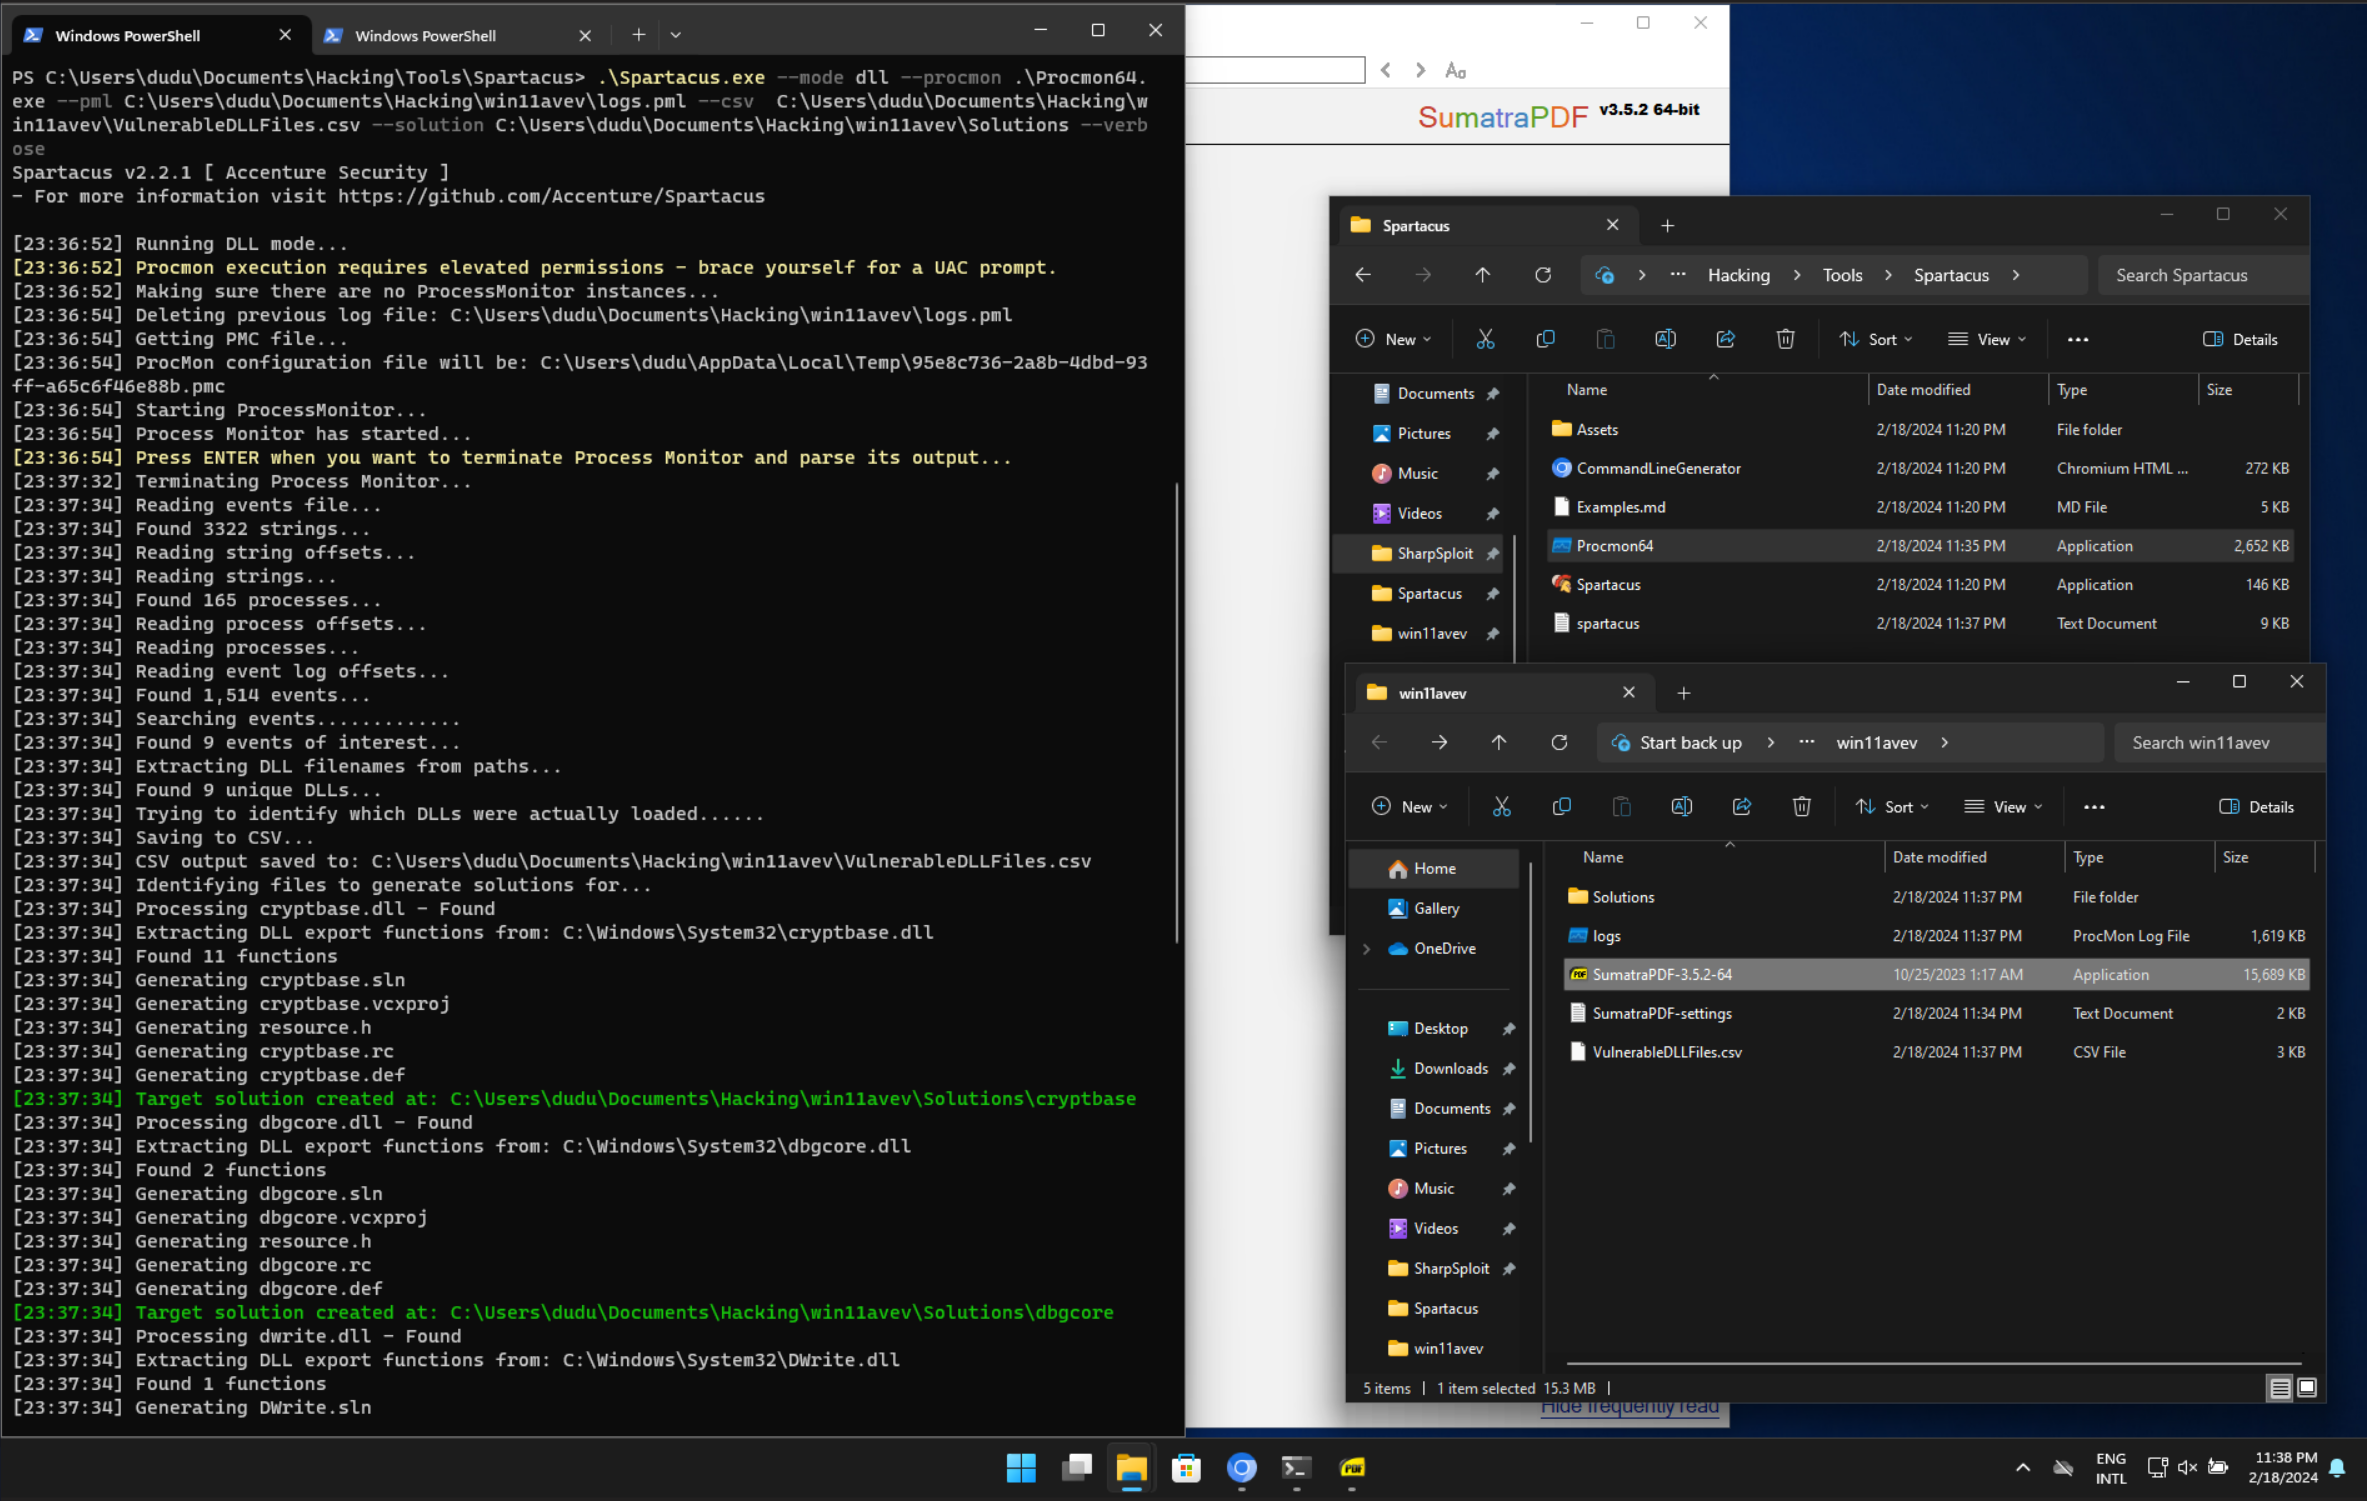 Windows PowerShell
Windows PowerShell
PS C:\Users\dudu\Documents\Hacking\Tools\Spartacus> .\Spartacus.exe --mode dll --procmon .\Procmon64.
exe --pml C:\Users\dudu\Documents\Hacking\win11avev\logs.pml --csv  C:\Users\dudu\Documents\Hacking\w
in11avev\VulnerableDLLFiles.csv --solution C:\Users\dudu\Documents\Hacking\win11avev\Solutions --verb
ose
Spartacus v2.2.1 [ Accenture Security ]
- For more information visit https://github.com/Accenture/Spartacus
[23:36:52] Running DLL mode...
[23:36:52] Procmon execution requires elevated permissions - brace yourself for a UAC prompt.
[23:36:52] Making sure there are no ProcessMonitor instances...
[23:36:54] Deleting previous log file: C:\Users\dudu\Documents\Hacking\win11avev\logs.pml
[23:36:54] Getting PMC file...
[23:36:54] ProcMon configuration file will be: C:\Users\dudu\AppData\Local\Temp\95e8c736-2a8b-4dbd-93
ff-a65c6f46e88b.pmc
[23:36:54] Starting ProcessMonitor...
[23:36:54] Process Monitor has started...
[23:36:54] Press ENTER when you want to terminate Process Monitor and parse its output...
[23:37:32] Terminating Process Monitor...
[23:37:34] Reading events file...
[23:37:34] Found 3322 strings...
[23:37:34] Reading string offsets...
[23:37:34] Reading strings...
[23:37:34] Found 165 processes...
[23:37:34] Reading process offsets...
[23:37:34] Reading processes...
[23:37:34] Reading event log offsets...
[23:37:34] Found 1,514 events...
[23:37:34] Searching events.............
[23:37:34] Found 9 events of interest...
[23:37:34] Extracting DLL filenames from paths...
[23:37:34] Found 9 unique DLLs...
[23:37:34] Trying to identify which DLLs were actually loaded......
[23:37:34] Saving to CSV...
[23:37:34] CSV output saved to: C:\Users\dudu\Documents\Hacking\win11avev\VulnerableDLLFiles.csv
[23:37:34] Identifying files to generate solutions for...
[23:37:34] Processing cryptbase.dll - Found
[23:37:34] Extracting DLL export functions from: C:\Windows\System32\cryptbase.dll
[23:37:34] Found 11 functions
[23:37:34] Generating cryptbase.sln
[23:37:34] Generating cryptbase.vcxproj
[23:37:34] Generating resource.h
[23:37:34] Generating cryptbase.rc
[23:37:34] Generating cryptbase.def
[23:37:34] Target solution created at: C:\Users\dudu\Documents\Hacking\win11avev\Solutions\cryptbase
[23:37:34] Processing dbgcore.dll - Found
[23:37:34] Extracting DLL export functions from: C:\Windows\System32\dbgcore.dll
[23:37:34] Found 2 functions
[23:37:34] Generating dbgcore.sln
[23:37:34] Generating dbgcore.vcxproj
[23:37:34] Generating resource.h
[23:37:34] Generating dbgcore.rc
[23:37:34] Generating dbgcore.def
[23:37:34] Target solution created at: C:\Users\dudu\Documents\Hacking\win11avev\Solutions\dbgcore
[23:37:34] Processing dwrite.dll - Found
[23:37:34] Extracting DLL export functions from: C:\Windows\System32\DWrite.dll
[23:37:34] Found 1 functions
[23:37:34] Generating DWrite.sln
Aa
SumatraPDF v3.5.2 64-bit
Spartacus
Hacking > Tools > Spartacus >
Search Spartacus
New
Sort
View
Details
Name Date modified Type Size
Documents
Pictures
Music
Videos
SharpSploit
Spartacus
win11avev
Assets 2/18/2024 11:20 PM File folder
CommandLineGenerator 2/18/2024 11:20 PM Chromium HTML ... 272 KB
Examples.md 2/18/2024 11:20 PM MD File 5 KB
Procmon64 2/18/2024 11:35 PM Application 2,652 KB
Spartacus 2/18/2024 11:20 PM Application 146 KB
spartacus 2/18/2024 11:37 PM Text Document 9 KB
win11avev
Start back up > ... win11avev >
Search win11avev
New
Sort
View
Details
Name Date modified Type Size
Home
Gallery
OneDrive
Desktop
Downloads
Documents
Pictures
Music
Videos
SharpSploit
Spartacus
win11avev
Solutions 2/18/2024 11:37 PM File folder
logs 2/18/2024 11:37 PM ProcMon Log File 1,619 KB
SumatraPDF-3.5.2-64 10/25/2023 1:17 AM Application 15,689 KB
SumatraPDF-settings 2/18/2024 11:34 PM Text Document 2 KB
VulnerableDLLFiles.csv 2/18/2024 11:37 PM CSV File 3 KB
5 items | 1 item selected 15.3 MB |
Hide frequently read
PDF
ENG
INTL
11:38 PM
2/18/2024